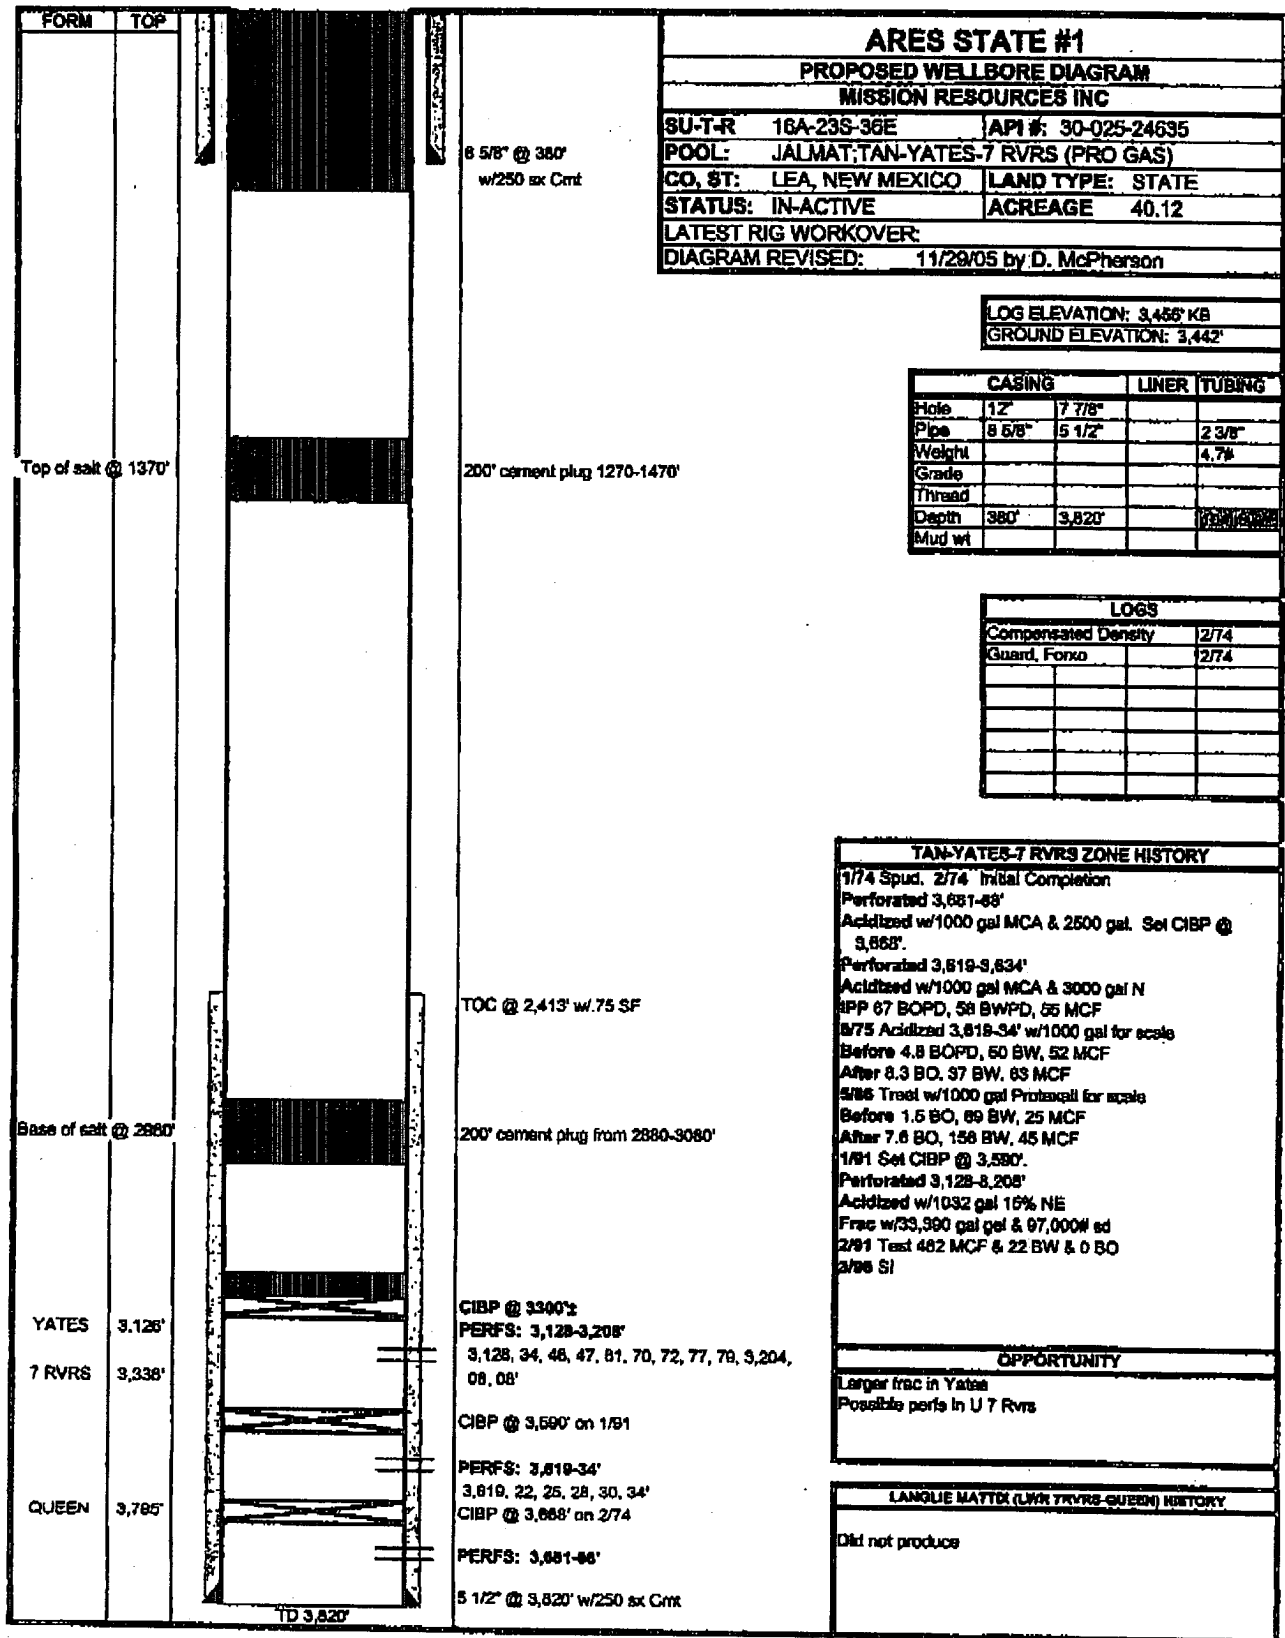 FORM TOP
ARES STATE #1
PROPOSED WELLBORE DIAGRAM
MISSION RESOURCES INC
SU-T-R 16A-23S-36E API #: 30-025-24635
POOL: JALMAT;TAN-YATES-7 RVRS (PRO GAS)
CO, ST: LEA, NEW MEXICO LAND TYPE: STATE
STATUS: IN-ACTIVE ACREAGE 40.12
LATEST RIG WORKOVER:
DIAGRAM REVISED: 11/29/05 by D. McPherson
8 5/8" @ 380'
w/250 sx Cmt
LOG ELEVATION: 3,456' KB
GROUND ELEVATION: 3,442'
CASING LINER TUBING
Hole 12" 7 7/8"
Pipe 8 5/8" 5 1/2" 2 3/8"
Weight 4.7#
Grade
Thread
Depth 380' 3,820'
Mud wt
Top of salt @ 1370'
200' cement plug 1270-1470'
LOGS
Compensated Density 2/74
Guard, Forxo 2/74
TOC @ 2,413' w/.75 SF
Base of salt @ 2980'
200' cement plug from 2880-3080'
TAN-YATES-7 RVRS ZONE HISTORY
1/74 Spud. 2/74 Initial Completion
Perforated 3,681-88'
Acidized w/1000 gal MCA & 2500 gal. Set CIBP @
3,668'.
Perforated 3,619-3,634'
Acidized w/1000 gal MCA & 3000 gal N
IPP 67 BOPD, 58 BWPD, 55 MCF
Acidized 3,619-34' w/1000 gal for scale
Before 4.8 BOPD, 60 BW, 52 MCF
After 8.3 BO, 37 BW, 63 MCF
5/86 Treat w/1000 gal Protexall for scale
Before 1.5 BO, 89 BW, 25 MCF
After 7.6 BO, 156 BW, 45 MCF
1/91 Set CIBP @ 3,590'.
Perforated 3,128-3,208'
Acidized w/1032 gal 15% NE
Frac w/33,390 gal gel & 97,000# sd
2/91 Test 482 MCF & 22 BW & 0 BO
SI
YATES 3,126'
7 RVRS 3,338'
QUEEN 3,785'
CIBP @ 3300'±
PERFS: 3,128-3,208'
3,128, 34, 46, 47, 61, 70, 72, 77, 79, 3,204,
06, 08'
CIBP @ 3,590' on 1/91
PERFS: 3,619-34'
3,619, 22, 25, 28, 30, 34'
CIBP @ 3,668' on 2/74
PERFS: 3,681-88'
5 1/2" @ 3,820' w/250 sx Cmt
TD 3,820'
OPPORTUNITY
Larger frac in Yates
Possible perfs in U 7 Rvrs
LANGLIE MATTIX (LWR 7RVRS-QUEEN) HISTORY
Did not produce